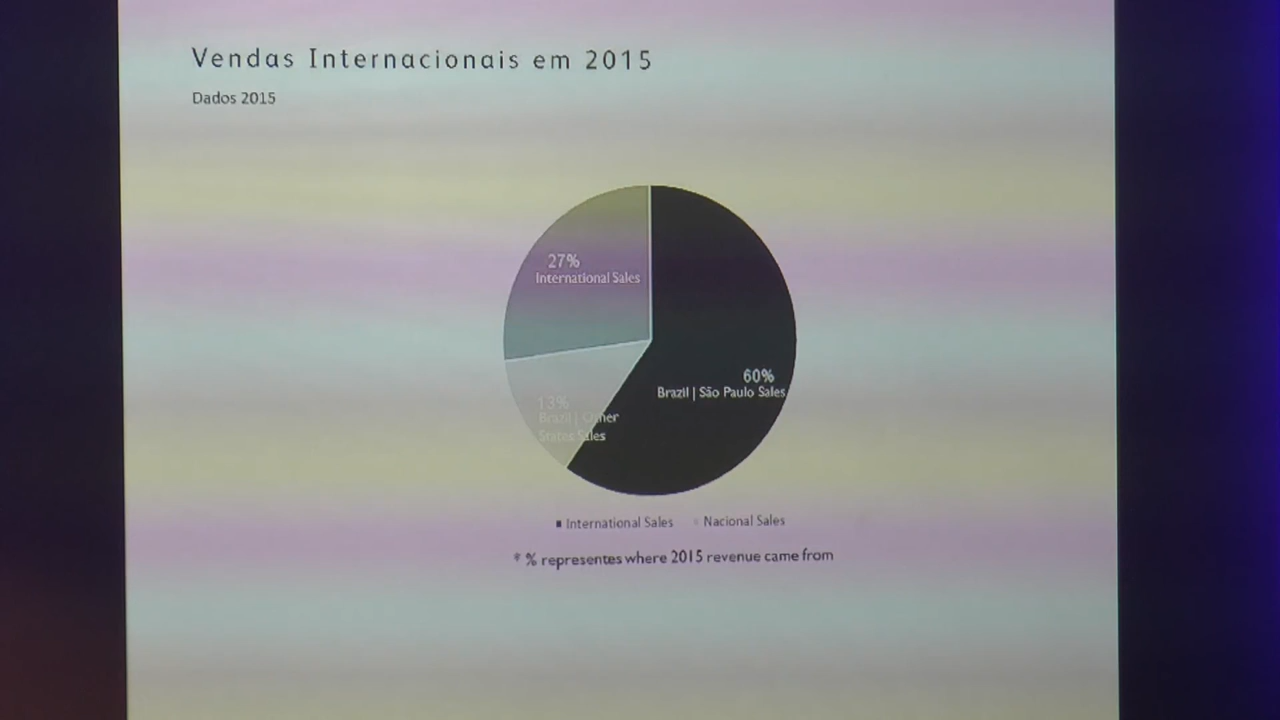 Vendas Internacionais em 2015
Dados 2015
27%
International Sales
60%
Brazil | São Paulo Sales
13%
Brazil | Other
States Sales
International Sales
Nacional Sales
* % representes where 2015 revenue came from